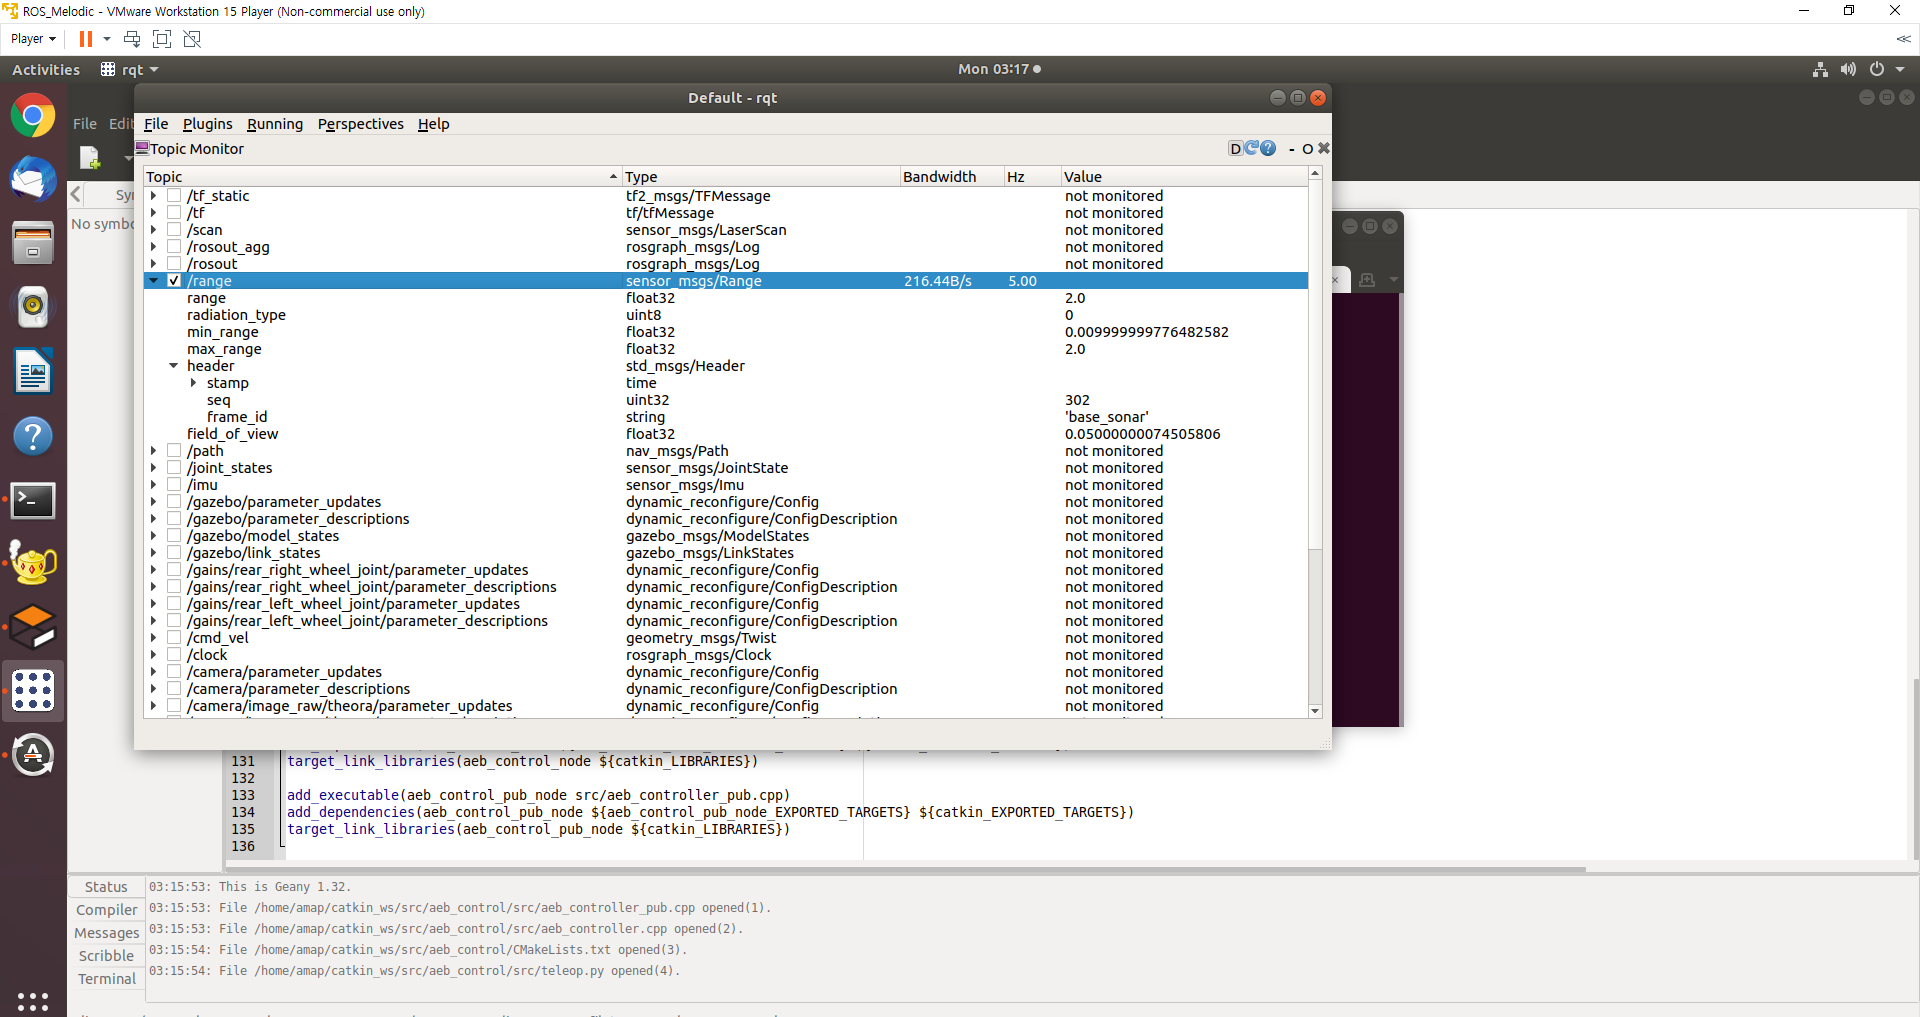 ROS_Melodic - VMware Workstation 15 Player (Non-commercial use only)
Player
Activities rqt Mon 03:17
Default - rqt
File Edit
File Plugins Running Perspectives Help
Topic Monitor
D - O
Sy
No symbo
Topic Type Bandwidth Hz Value
/tf_static tf2_msgs/TFMessage not monitored
/tf tf/tfMessage not monitored
/scan sensor_msgs/LaserScan not monitored
/rosout_agg rosgraph_msgs/Log not monitored
/rosout rosgraph_msgs/Log not monitored
/range sensor_msgs/Range 216.44B/s 5.00
range float32 2.0
radiation_type uint8 0
min_range float32 0.009999999776482582
max_range float32 2.0
header std_msgs/Header
stamp time
seq uint32 302
frame_id string 'base_sonar'
field_of_view float32 0.05000000074505806
/path nav_msgs/Path not monitored
/joint_states sensor_msgs/JointState not monitored
/imu sensor_msgs/Imu not monitored
/gazebo/parameter_updates dynamic_reconfigure/Config not monitored
/gazebo/parameter_descriptions dynamic_reconfigure/ConfigDescription not monitored
/gazebo/model_states gazebo_msgs/ModelStates not monitored
/gazebo/link_states gazebo_msgs/LinkStates not monitored
/gains/rear_right_wheel_joint/parameter_updates dynamic_reconfigure/Config not monitored
/gains/rear_right_wheel_joint/parameter_descriptions dynamic_reconfigure/ConfigDescription not monitored
/gains/rear_left_wheel_joint/parameter_updates dynamic_reconfigure/Config not monitored
/gains/rear_left_wheel_joint/parameter_descriptions dynamic_reconfigure/ConfigDescription not monitored
/cmd_vel geometry_msgs/Twist not monitored
/clock rosgraph_msgs/Clock not monitored
/camera/parameter_updates dynamic_reconfigure/Config not monitored
/camera/parameter_descriptions dynamic_reconfigure/ConfigDescription not monitored
/camera/image_raw/theora/parameter_updates dynamic_reconfigure/Config not monitored
131 target_link_libraries(aeb_control_node ${catkin_LIBRARIES})
132
133 add_executable(aeb_control_pub_node src/aeb_controller_pub.cpp)
134 add_dependencies(aeb_control_pub_node ${aeb_control_pub_node_EXPORTED_TARGETS} ${catkin_EXPORTED_TARGETS})
135 target_link_libraries(aeb_control_pub_node ${catkin_LIBRARIES})
136
Status 03:15:53: This is Geany 1.32.
Compiler 03:15:53: File /home/amap/catkin_ws/src/aeb_control/src/aeb_controller_pub.cpp opened(1).
Messages 03:15:53: File /home/amap/catkin_ws/src/aeb_control/src/aeb_controller.cpp opened(2).
Scribble 03:15:54: File /home/amap/catkin_ws/src/aeb_control/CMakeLists.txt opened(3).
Terminal 03:15:54: File /home/amap/catkin_ws/src/aeb_control/src/teleop.py opened(4).